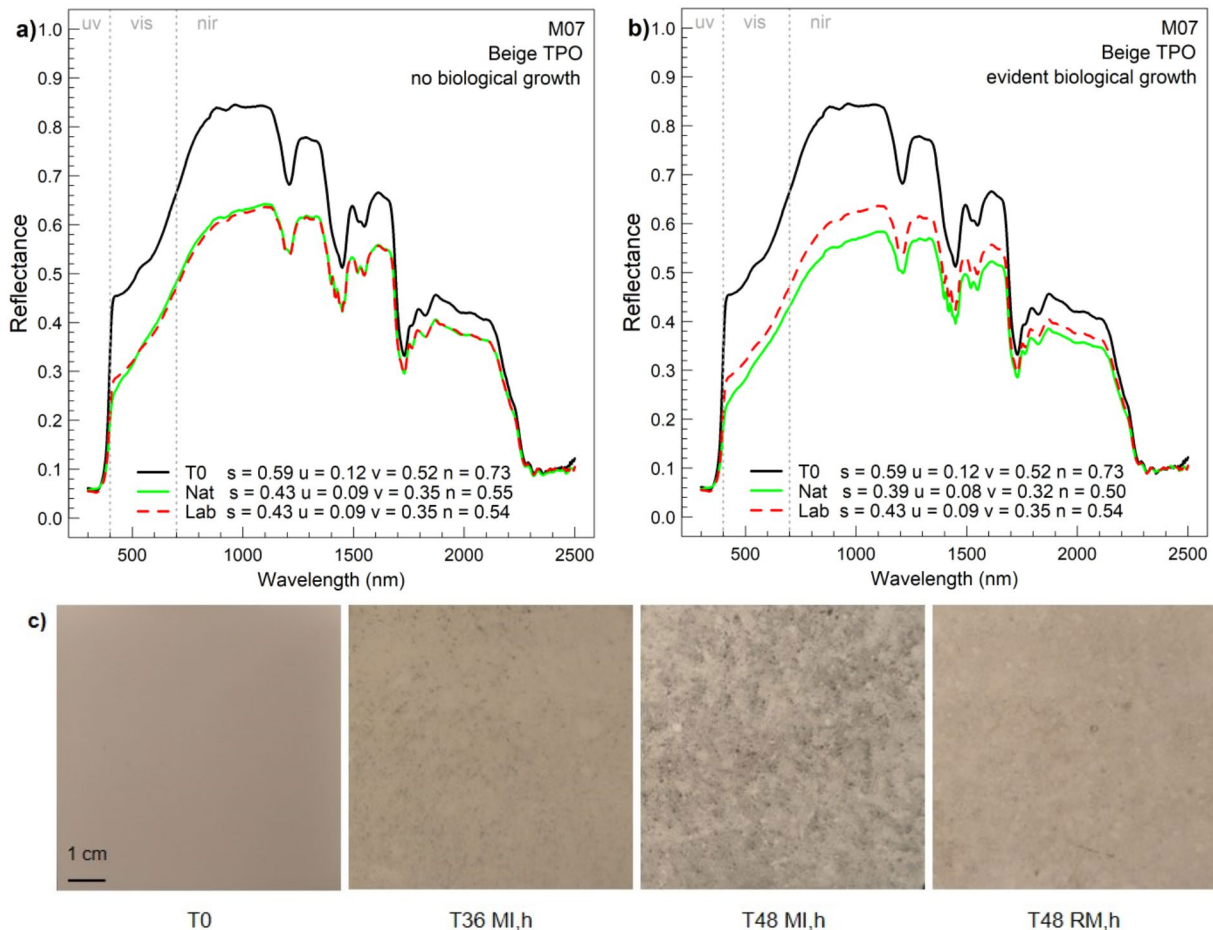 a)
uv vis nir
M07
Beige TPO
no biological growth
1.0
0.9
0.8
0.7
0.6
0.5
0.4
0.3
0.2
0.1
0.0
Reflectance
T0 s = 0.59 u = 0.12 v = 0.52 n = 0.73
Nat s = 0.43 u = 0.09 v = 0.35 n = 0.55
Lab s = 0.43 u = 0.09 v = 0.35 n = 0.54
500 1000 1500 2000 2500
Wavelength (nm)
b)
uv vis nir
M07
Beige TPO
evident biological growth
1.0
0.9
0.8
0.7
0.6
0.5
0.4
0.3
0.2
0.1
0.0
Reflectance
T0 s = 0.59 u = 0.12 v = 0.52 n = 0.73
Nat s = 0.39 u = 0.08 v = 0.32 n = 0.50
Lab s = 0.43 u = 0.09 v = 0.35 n = 0.54
500 1000 1500 2000 2500
Wavelength (nm)
c)
1 cm
T0 T36 MI,h T48 MI,h T48 RM,h